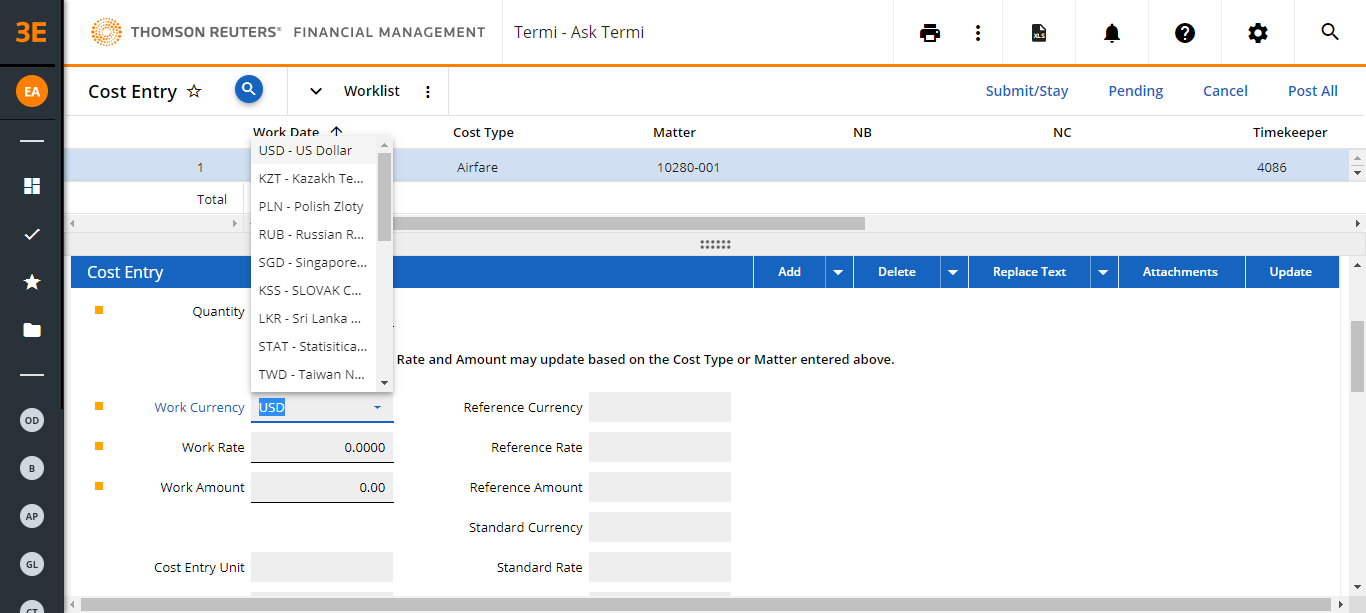 3E
THOMSON REUTERS® FINANCIAL MANAGEMENT
Termi - Ask Termi
XLS
EA
Cost Entry
Worklist
Submit/Stay
Pending
Cancel
Post All
Work Date
Cost Type
Matter
NB
NC
Timekeeper
1
Airfare
10280-001
4086
Total
USD - US Dollar
KZT - Kazakh Te...
PLN - Polish Zloty
RUB - Russian R...
SGD - Singapore...
KSS - SLOVAK C...
LKR - Sri Lanka ...
STAT - Statisitica...
TWD - Taiwan N...
Cost Entry
Add
Delete
Replace Text
Attachments
Update
Quantity
Rate and Amount may update based on the Cost Type or Matter entered above.
Work Currency
USD
Reference Currency
Work Rate
0.0000
Reference Rate
Work Amount
0.00
Reference Amount
Standard Currency
Cost Entry Unit
Standard Rate
OD
B
AP
GL